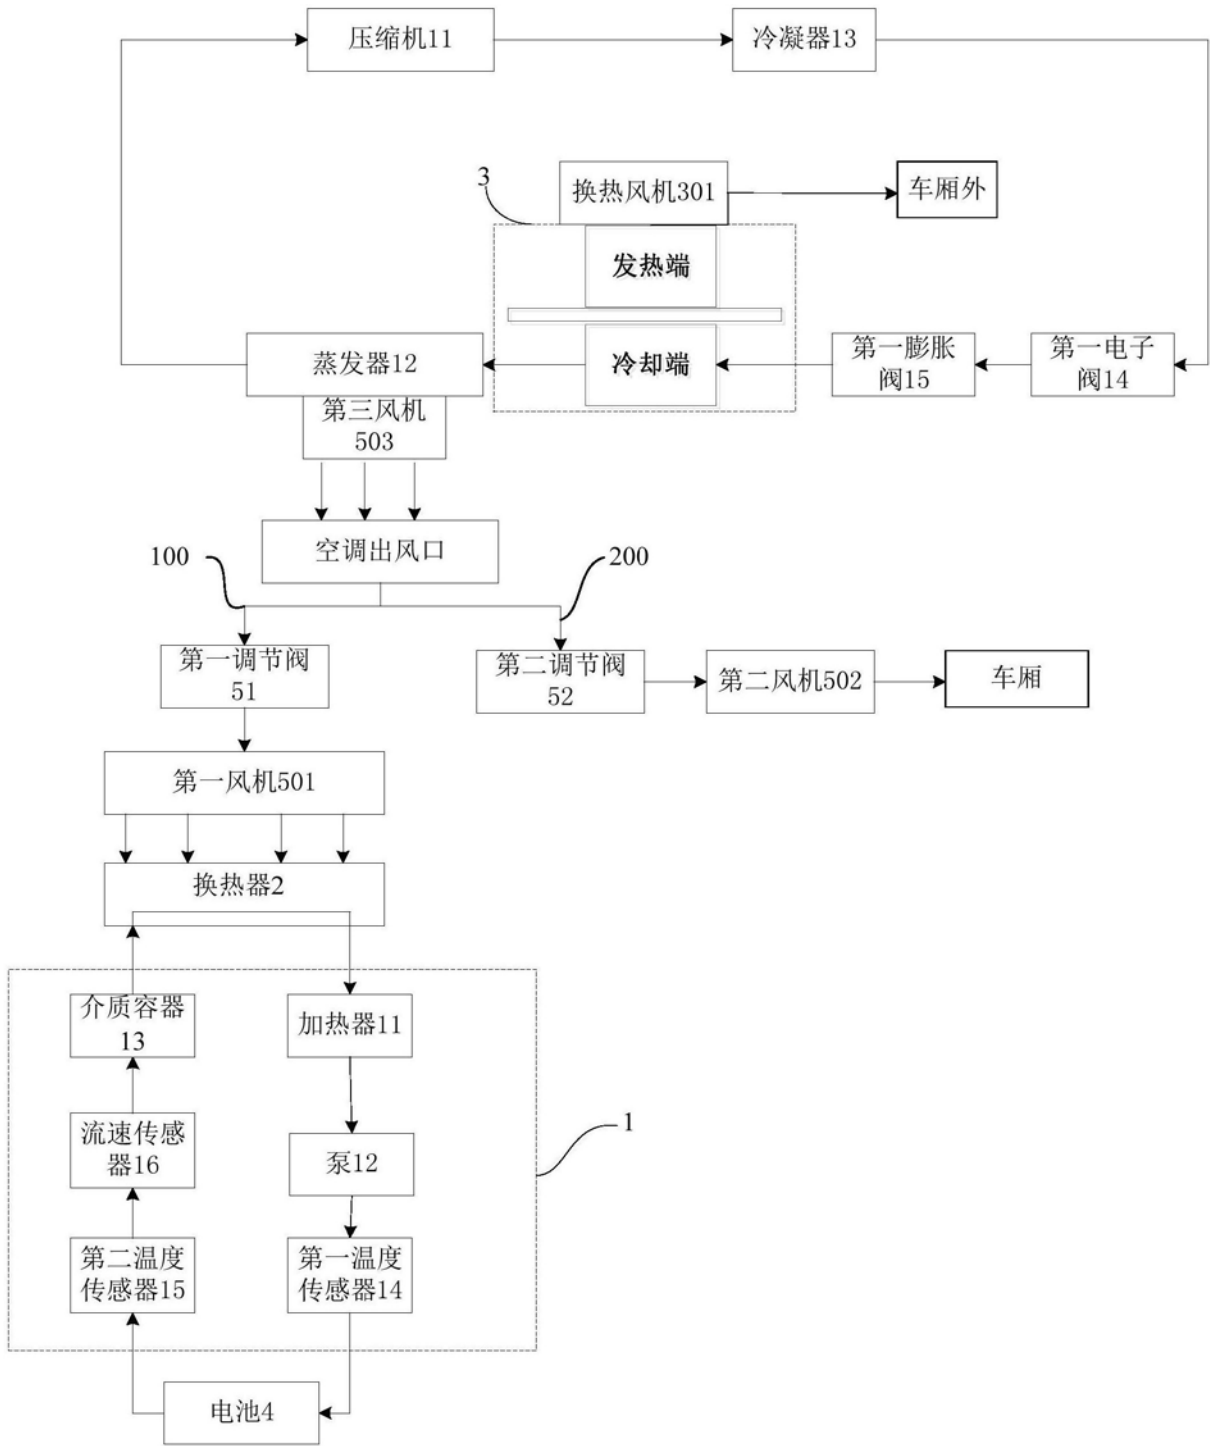 压缩机11
冷凝器13
3
换热风机301
车厢外
发热端
蒸发器12
冷却端
第一膨胀
阀15
第一电子
阀14
第三风机
503
空调出风口
100
200
第一调节阀
51
第二调节阀
52
第二风机502
车厢
第一风机501
换热器2
介质容器
13
加热器11
流速传感
器16
泵12
1
第二温度
传感器15
第一温度
传感器14
电池4